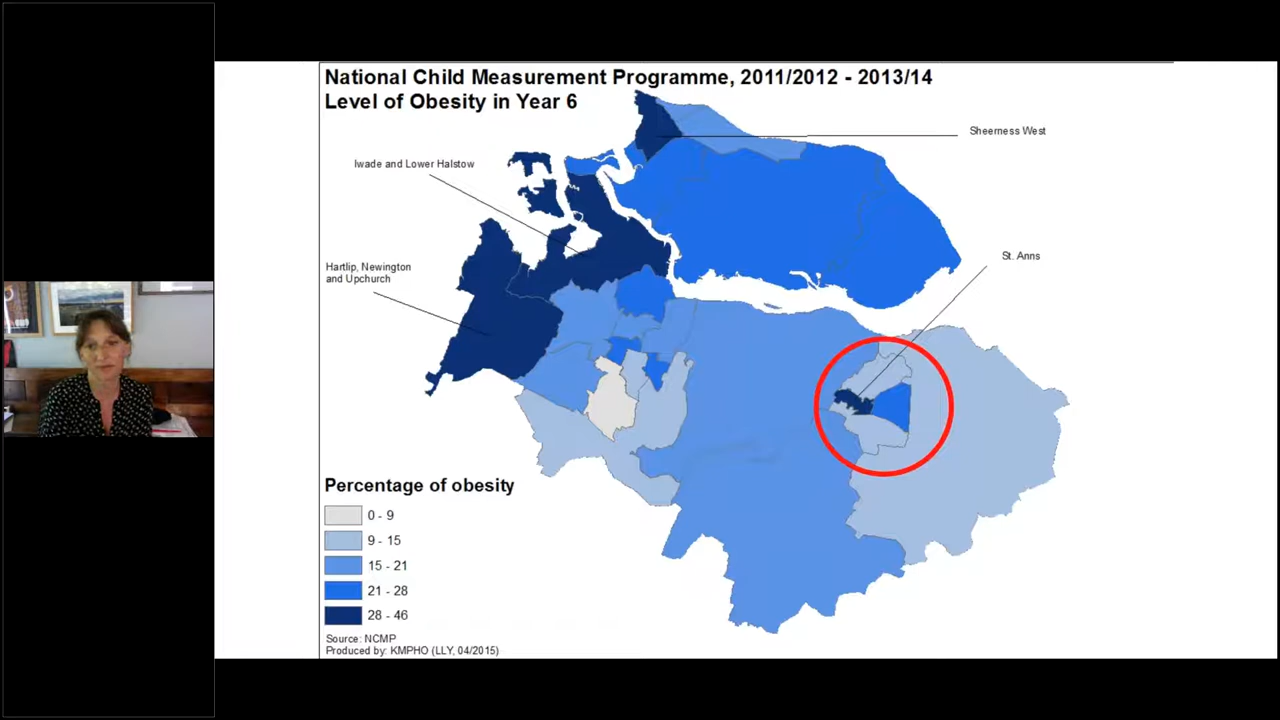 National Child Measurement Programme, 2011/2012 - 2013/14
Level of Obesity in Year 6
Sheerness West
Iwade and Lower Halstow
St. Anns
Hartlip, Newington
and Upchurch
Percentage of obesity
0 - 9
9 - 15
15 - 21
21 - 28
28 - 46
Source: NCMP
Produced by: KMPHO (LLY, 04/2015)